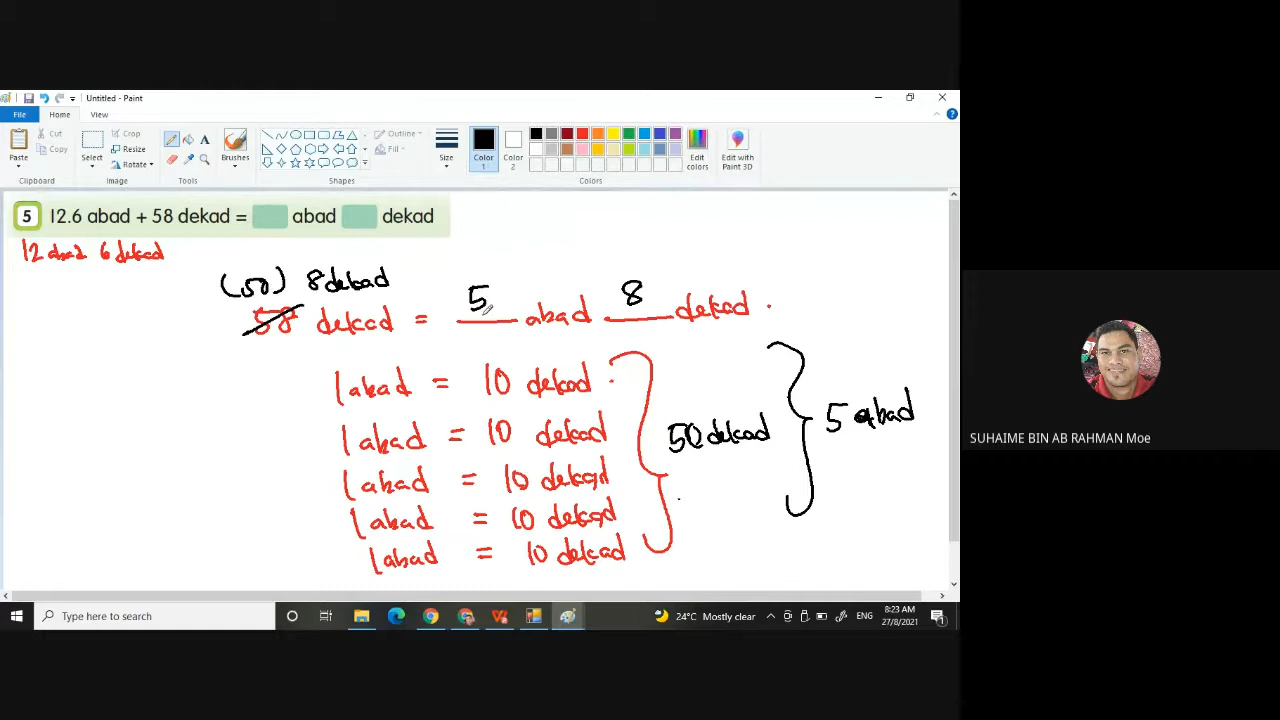 Untitled - Paint
File Home View
Paste
Cut
Copy
Clipboard
Select
Crop
Resize
Rotate
Image
Tools
Brushes
Outline
Fill
Shapes
Size
Color 1
Color 2
Edit colors
Edit with Paint 3D
Colors
5 12.6 abad + 58 dekad = abad dekad
12 abad 6 dekad
(50) 8 dekad
58 dekad = 5 abad 8 dekad.
1 abad = 10 dekad
1 abad = 10 dekad
1 abad = 10 dekad
1 abad = 10 dekad
1 abad = 10 dekad
50 dekad
5 abad
SUHAIME BIN AB RAHMAN Moe
Type here to search
24°C Mostly clear
ENG
8:23 AM
27/8/2021
1